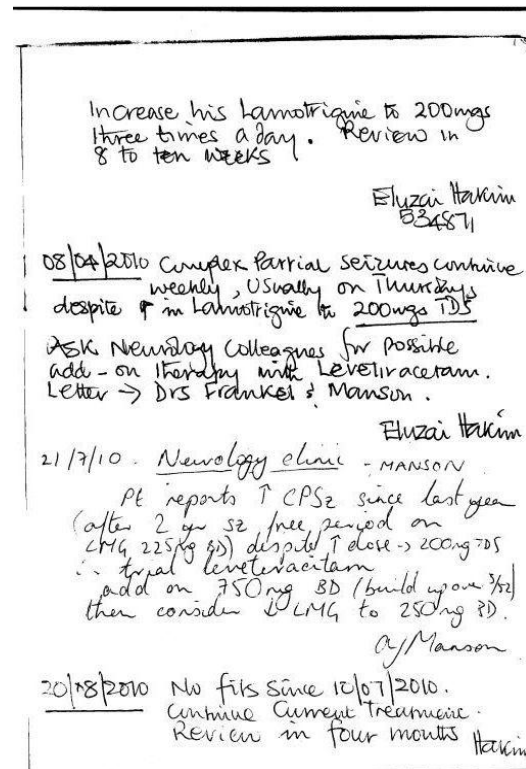 Increase his Lamotrigine to 200mgs
three times a day. Review in
8 to ten weeks
Eluzai Hakim
534871
08/04/2010 Complex Partial Seizures continue
weekly, Usually on Thursdays
despite ↑ in Lamotrigine to 200mgs TDS
ASK Neurology Colleagues for possible
add-on therapy with Levetiracetam.
Letter → Drs Frankel & Manson.
Eluzai Hakim
21/7/10. Neurology clinic - MANSON
Pt reports ↑ CPSz since last year
(after 2 yr sz free period on
LMG 225mg BD) despite ↑ dose → 200mg TDS
∴ trial leveteracitam
add on 750mg BD (build up over 3/52)
then consider ↓ LMG to 250mg BD.
AJ Manson
20/08/2010 No fits since 10/07/2010.
Continue Current Treatment.
Review in four months Hakim